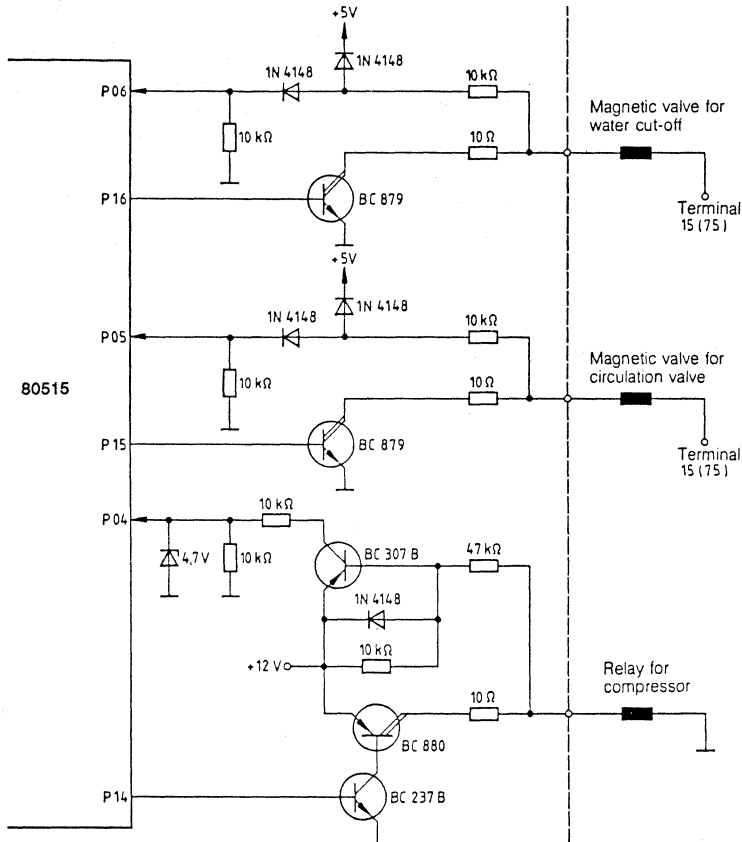 +5V
1N 4148
1N 4148
10 kΩ
P06
10 kΩ
10 Ω
Magnetic valve for
water cut-off
P16
BC 879
Terminal
15 (75)
+5V
1N 4148
1N 4148
10 kΩ
P05
10 kΩ
10 Ω
Magnetic valve for
circulation valve
80515
P15
BC 879
Terminal
15 (75)
P04
10 kΩ
4,7 V
10 kΩ
BC 307 B
47 kΩ
1N 4148
10 kΩ
+12 V
10 Ω
Relay for
compressor
BC 880
P14
BC 237 B